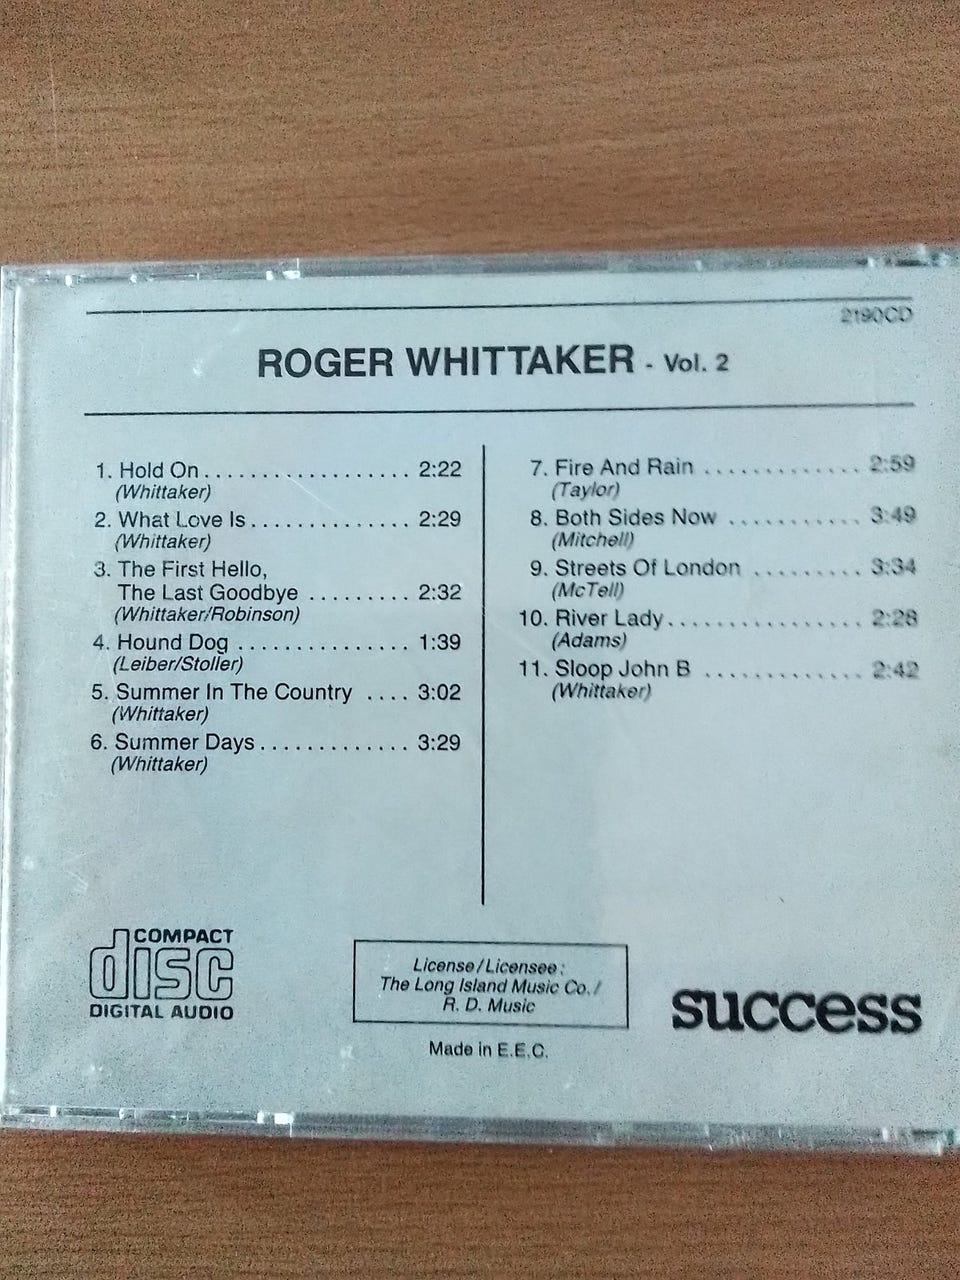 2190CD
ROGER WHITTAKER - Vol. 2
1. Hold On . . . . . . . . . . . . . . . . . 2:22
(Whittaker)
2. What Love Is . . . . . . . . . . . . . . 2:29
(Whittaker)
3. The First Hello,
The Last Goodbye . . . . . . . . . 2:32
(Whittaker/Robinson)
4. Hound Dog . . . . . . . . . . . . . . . 1:39
(Leiber/Stoller)
5. Summer In The Country . . . . 3:02
(Whittaker)
6. Summer Days . . . . . . . . . . . . . 3:29
(Whittaker)
7. Fire And Rain . . . . . . . . . . . . . 2:59
(Taylor)
8. Both Sides Now . . . . . . . . . . . 3:49
(Mitchell)
9. Streets Of London . . . . . . . . . 3:34
(McTell)
10. River Lady . . . . . . . . . . . . . . . . 2:28
(Adams)
11. Sloop John B . . . . . . . . . . . . . 2:42
(Whittaker)
COMPACT
disc
DIGITAL AUDIO
License/Licensee:
The Long Island Music Co./
R. D. Music
Made in E.E.C.
success